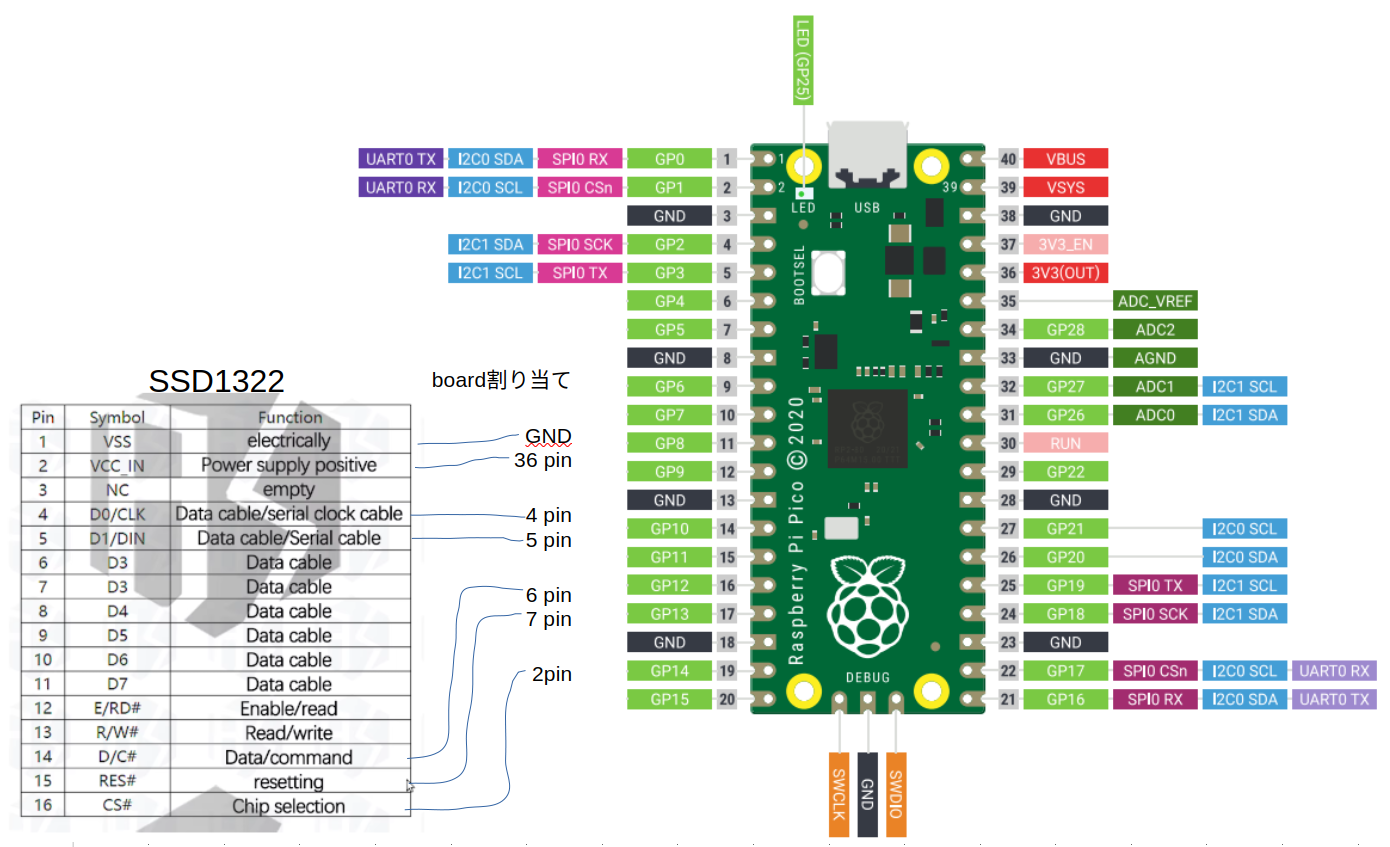 LED (GP25)
UART0 TX I2C0 SDA SPI0 RX GP0 1 1 40 VBUS
UART0 RX I2C0 SCL SPI0 CSn GP1 2 2 39 39 VSYS
LED USB
GND 3 38 GND
I2C1 SDA SPI0 SCK GP2 4 37 3V3_EN
I2C1 SCL SPI0 TX GP3 5 BOOTSEL 36 3V3(OUT)
GP4 6 35 ADC_VREF
GP5 7 34 GP28 ADC2
GND 8 33 GND AGND
GP6 9 32 GP27 ADC1 I2C1 SCL
GP7 10 31 GP26 ADC0 I2C1 SDA
GP8 11 30 RUN
GP9 12 29 GP22
GND 13 28 GND
GP10 14 27 GP21 I2C0 SCL
GP11 15 26 GP20 I2C0 SDA
GP12 16 25 GP19 SPI0 TX I2C1 SCL
GP13 17 24 GP18 SPI0 SCK I2C1 SDA
GND 18 23 GND
GP14 19 22 GP17 SPI0 CSn I2C0 SCL UART0 RX
GP15 20 21 GP16 SPI0 RX I2C0 SDA UART0 TX
Raspberry Pi Pico ©2020
DEBUG
SWCLK GND SWDIO
SSD1322 board割り当て
Pin Symbol Function
1 VSS electrically GND
2 VCC_IN Power supply positive 36 pin
3 NC empty
4 D0/CLK Data cable/serial clock cable 4 pin
5 D1/DIN Data cable/Serial cable 5 pin
6 D3 Data cable
7 D3 Data cable 6 pin
8 D4 Data cable 7 pin
9 D5 Data cable
10 D6 Data cable 2pin
11 D7 Data cable
12 E/RD# Enable/read
13 R/W# Read/write
14 D/C# Data/command
15 RES# resetting
16 CS# Chip selection